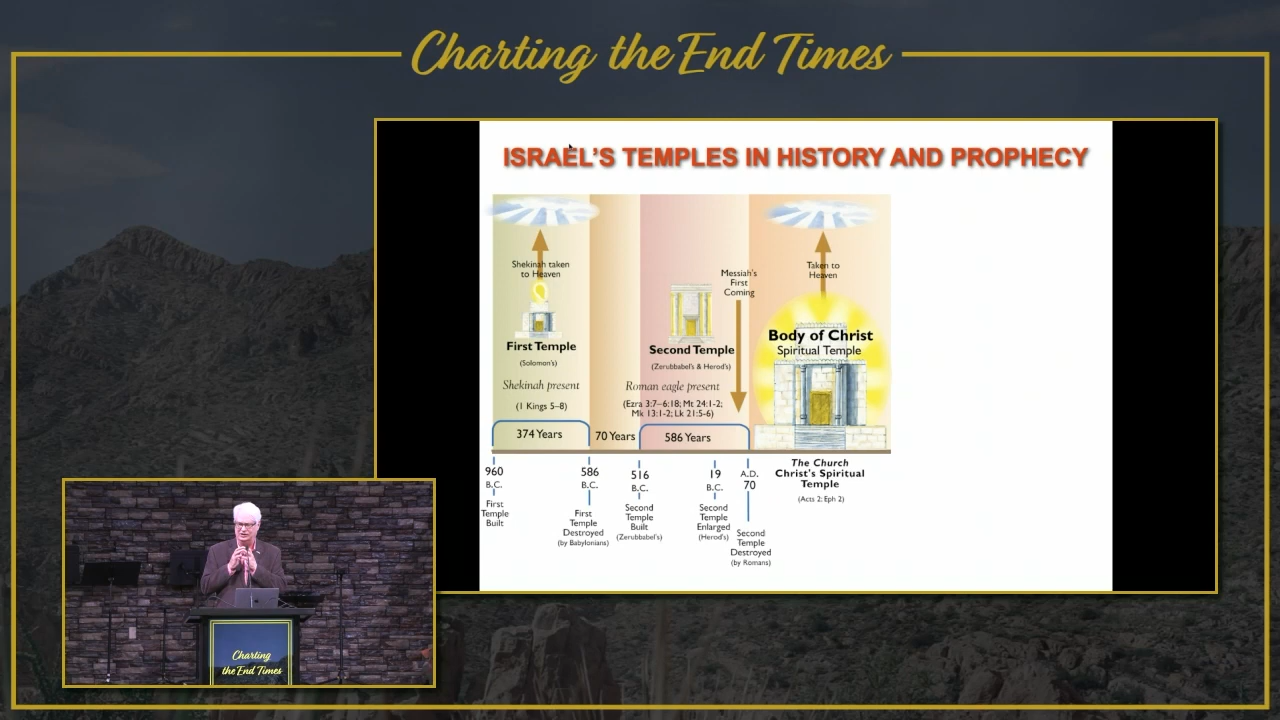 Charting the End Times
ISRAEL'S TEMPLES IN HISTORY AND PROPHECY
Shekinah taken
to Heaven
First Temple
(Solomon's)
Shekinah present
(1 Kings 5–8)
374 Years
70 Years
Messiah's
First
Coming
Second Temple
(Zerubbabel's & Herod's)
Roman eagle present
(Ezra 3:7–6:18; Mt 24:1-2;
Mk 13:1-2; Lk 21:5-6)
586 Years
Taken to
Heaven
Body of Christ
Spiritual Temple
The Church
Christ's Spiritual
Temple
(Acts 2; Eph 2)
960
B.C.
First
Temple
Built
586
B.C.
First
Temple
Destroyed
(by Babylonians)
516
B.C.
Second
Temple
Built
(Zerubbabel's)
19
B.C.
Second
Temple
Enlarged
(Herod's)
A.D.
70
Second
Temple
Destroyed
(by Romans)
Charting
the End Times